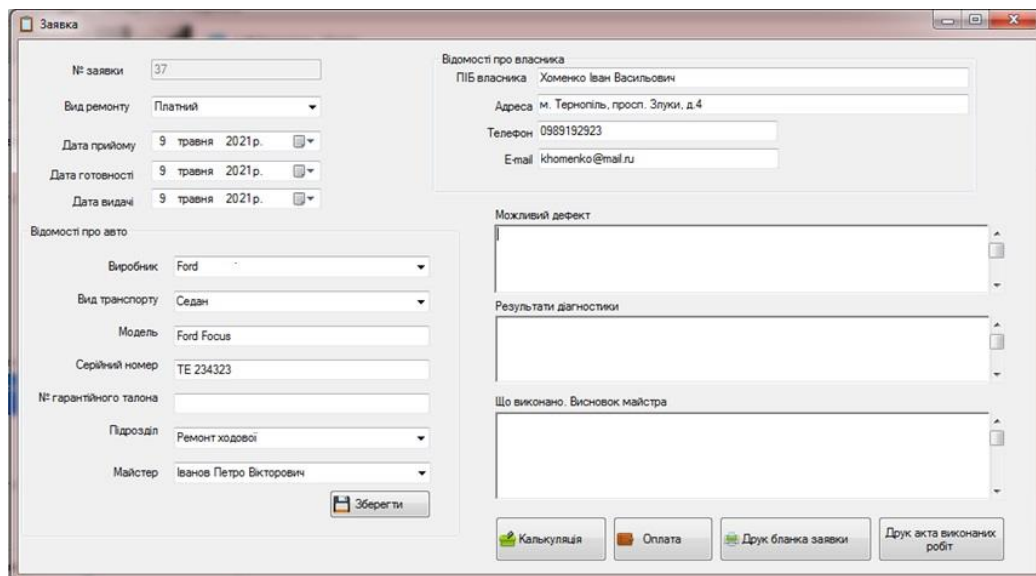 Заявка
№ заявки 37
Вид ремонту Платний
Дата прийому 9 травня 2021р.
Дата готовності 9 травня 2021р.
Дата видачі 9 травня 2021р.
Відомості про власника
ПІБ власника Хоменко Іван Васильович
Адреса м. Тернопіль, просп. Злуки, д.4
Телефон 0989192923
E-mail khomenko@mail.ru
Відомості про авто
Виробник Ford
Вид транспорту Седан
Модель Ford Focus
Серійний номер ТЕ 234323
№ гарантійного талона
Підрозділ Ремонт ходової
Майстер Іванов Петро Вікторович
Зберегти
Можливий дефект
Результати діагностики
Що виконано. Висновок майстра
Калькуляція
Оплата
Друк бланка заявки
Друк акта виконаних
робіт